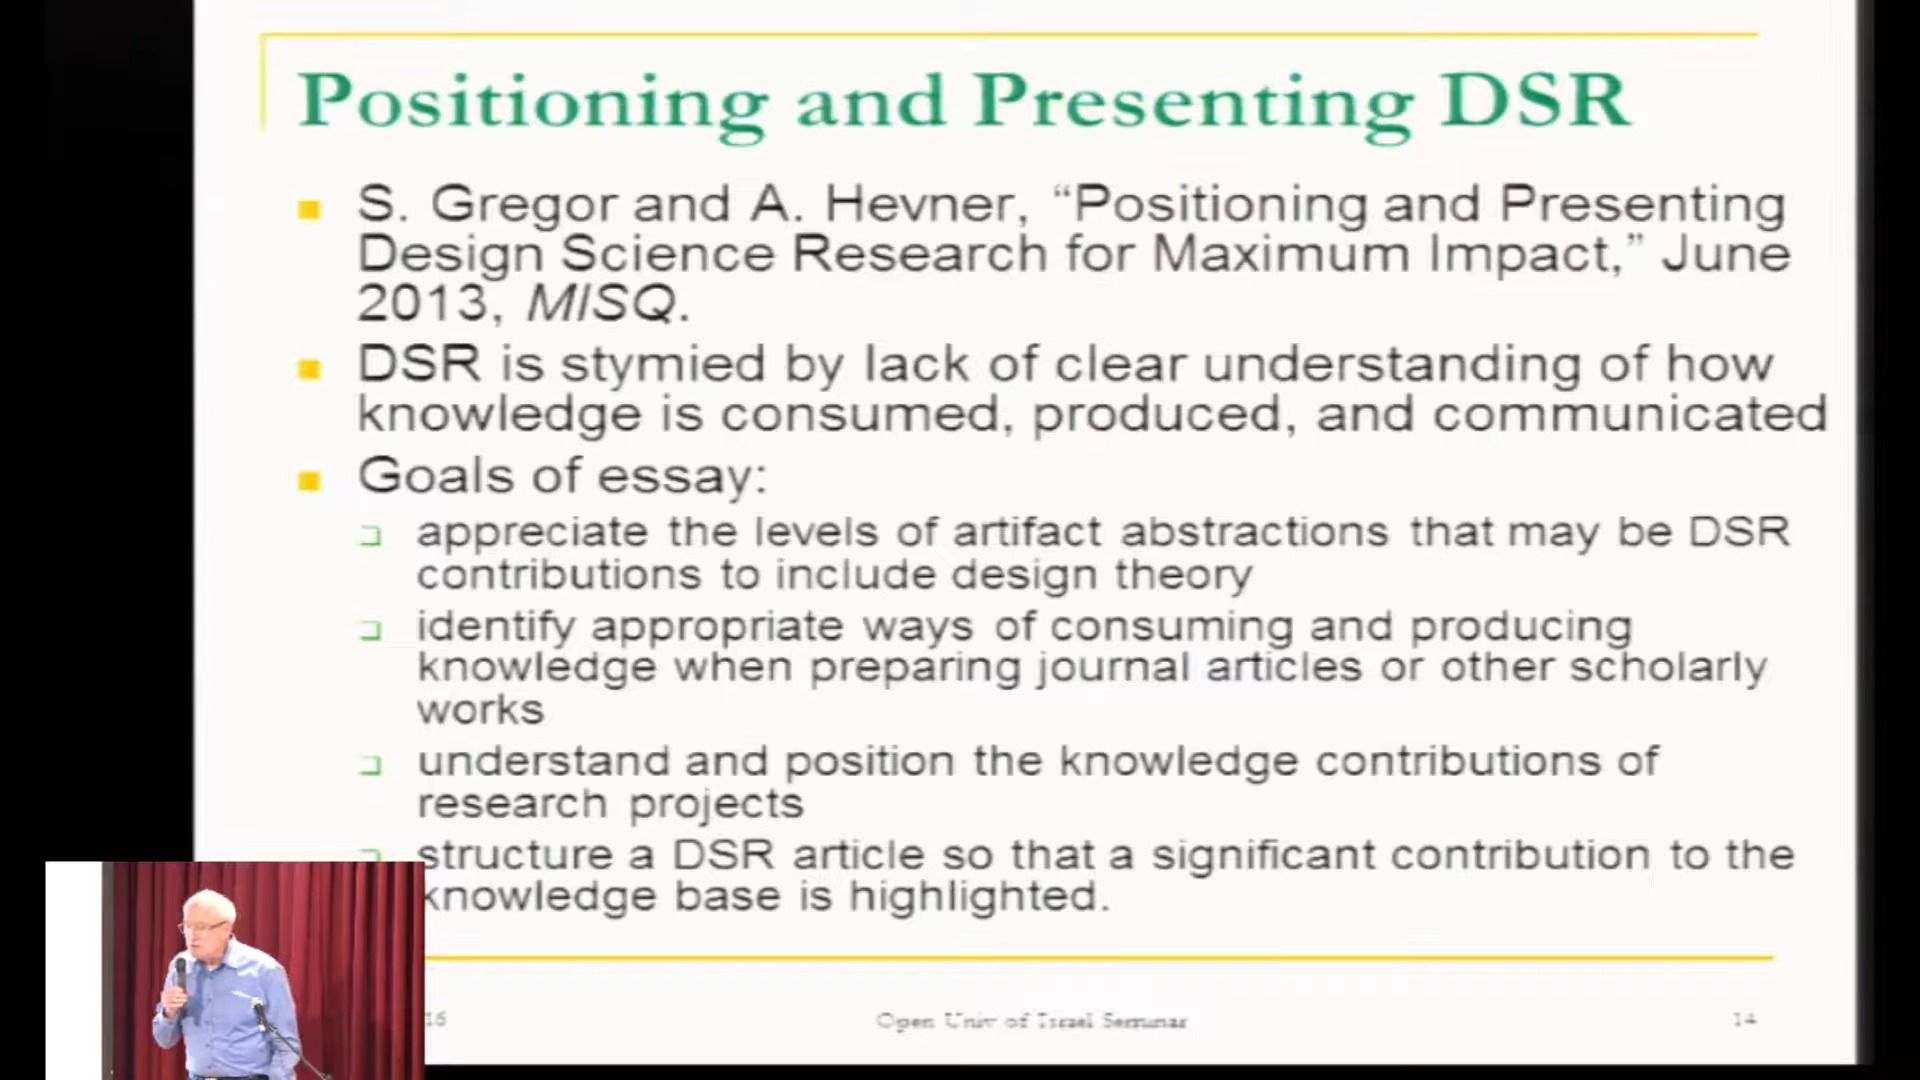 Positioning and Presenting DSR
S. Gregor and A. Hevner, “Positioning and Presenting
Design Science Research for Maximum Impact,” June
2013, MISQ.
DSR is stymied by lack of clear understanding of how
knowledge is consumed, produced, and communicated
Goals of essay:
appreciate the levels of artifact abstractions that may be DSR
contributions to include design theory
identify appropriate ways of consuming and producing
knowledge when preparing journal articles or other scholarly
works
understand and position the knowledge contributions of
research projects
structure a DSR article so that a significant contribution to the
knowledge base is highlighted.
16 Open Univ of Israel Seminar 14